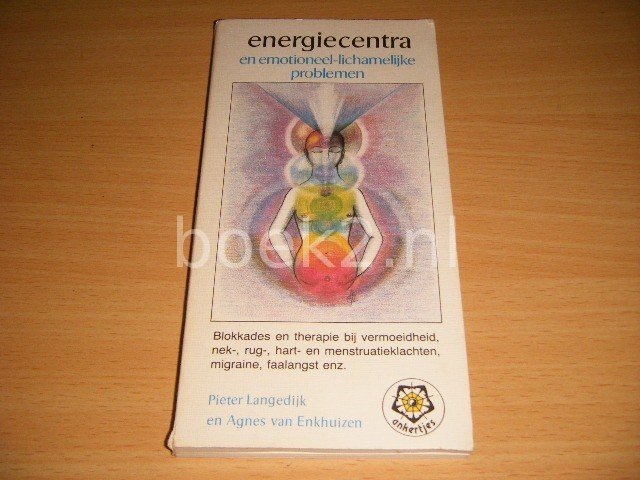 energiecentra
en emotioneel-lichamelijke
problemen
boek2.nl
Blokkades en therapie bij vermoeidheid,
nek-, rug-, hart- en menstruatieklachten,
migraine, faalangst enz.
Pieter Langedijk
en Agnes van Enkhuizen
ankertjes